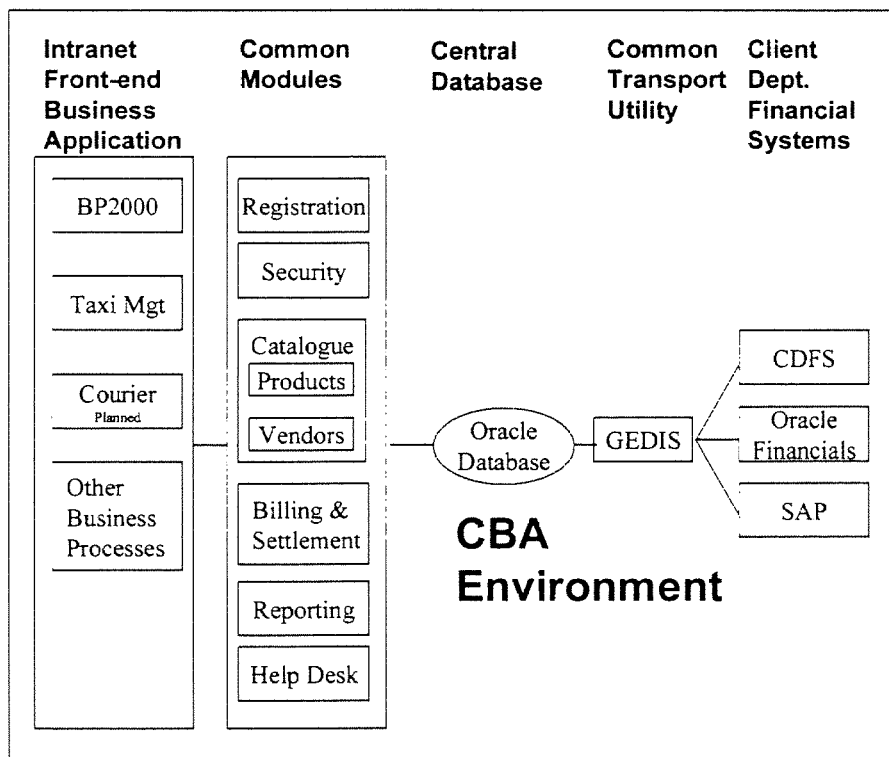 Intranet
Front-end
Business
Application
Common
Modules
Central
Database
Common
Transport
Utility
Client
Dept.
Financial
Systems
BP2000
Taxi Mgt
Courier
Planned
Other
Business
Processes
Registration
Security
Catalogue
Products
Vendors
Billing &
Settlement
Reporting
Help Desk
Oracle
Database
GEDIS
CDFS
Oracle
Financials
SAP
CBA
Environment